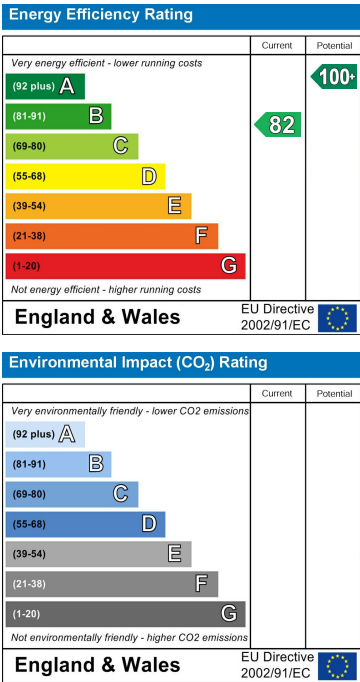 Energy Efficiency Rating
Current Potential
Very energy efficient - lower running costs
(92 plus) A
100+
(81-91) B
82
(69-80) C
(55-68) D
(39-54) E
(21-38) F
(1-20) G
Not energy efficient - higher running costs
England & Wales
EU Directive
2002/91/EC
Environmental Impact (CO₂) Rating
Current Potential
Very environmentally friendly - lower CO2 emissions
(92 plus) A
(81-91) B
(69-80) C
(55-68) D
(39-54) E
(21-38) F
(1-20) G
Not environmentally friendly - higher CO2 emissions
England & Wales
EU Directive
2002/91/EC